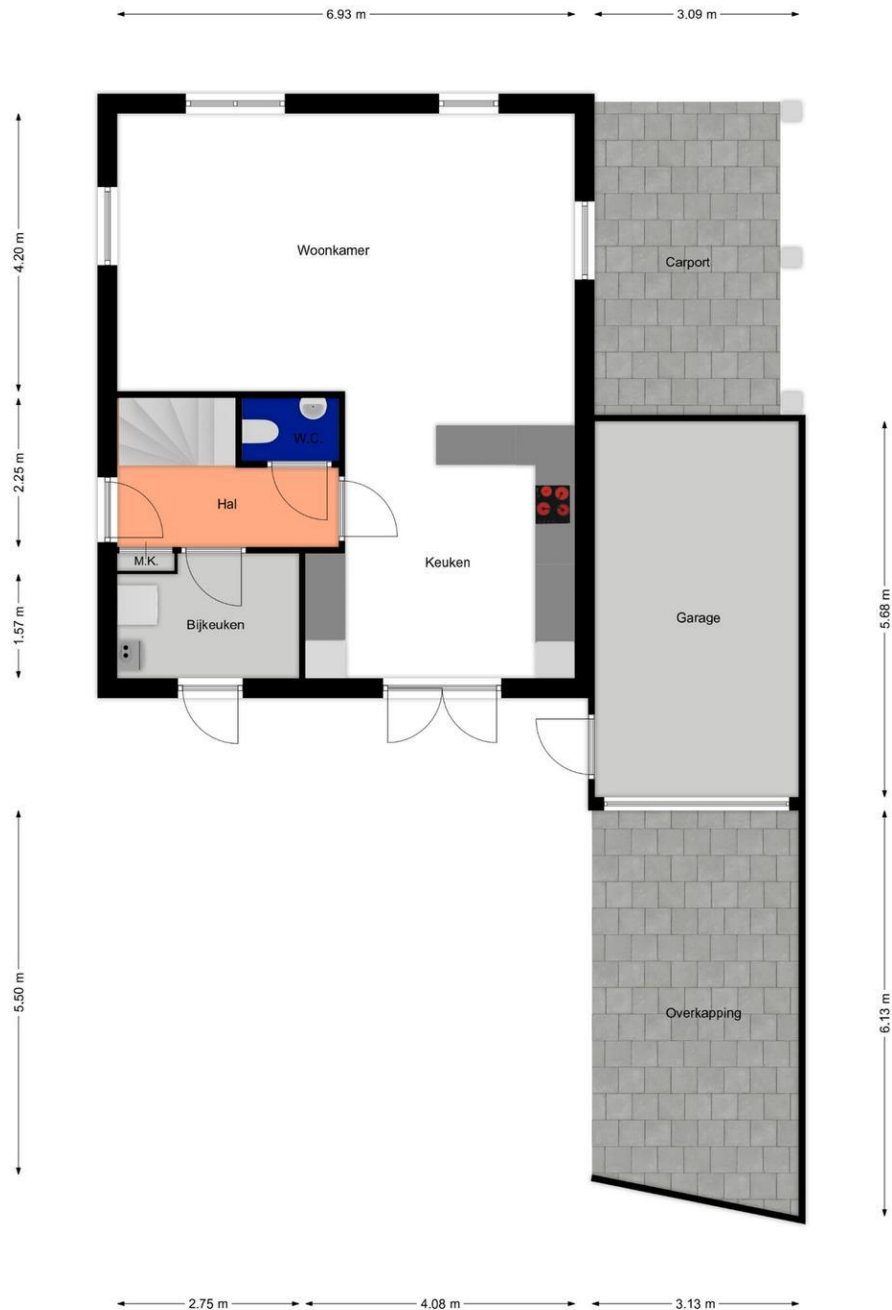 6.93 m
3.09 m
4.20 m
Woonkamer
Carport
2.25 m
W.C.
Hal
M.K.
Keuken
1.57 m
Bijkeuken
Garage
5.68 m
5.50 m
Overkapping
6.13 m
2.75 m
4.08 m
3.13 m